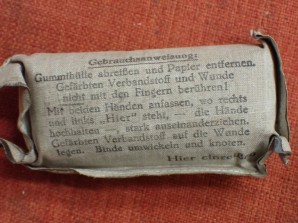 Gebrauchsanweisung:
Gummihülle abreißen und Papier entfernen.
Gefärbten Verbandstoff und Wunde
nicht mit den Fingern berühren!
Mit beiden Händen anfassen, wo rechts
und links „Hier" steht, — die Hände
hochhalten —, stark auseinanderziehen.
Gefärbten Verbandstoff auf die Wunde
legen. Binde umwickeln und knoten.
Hier